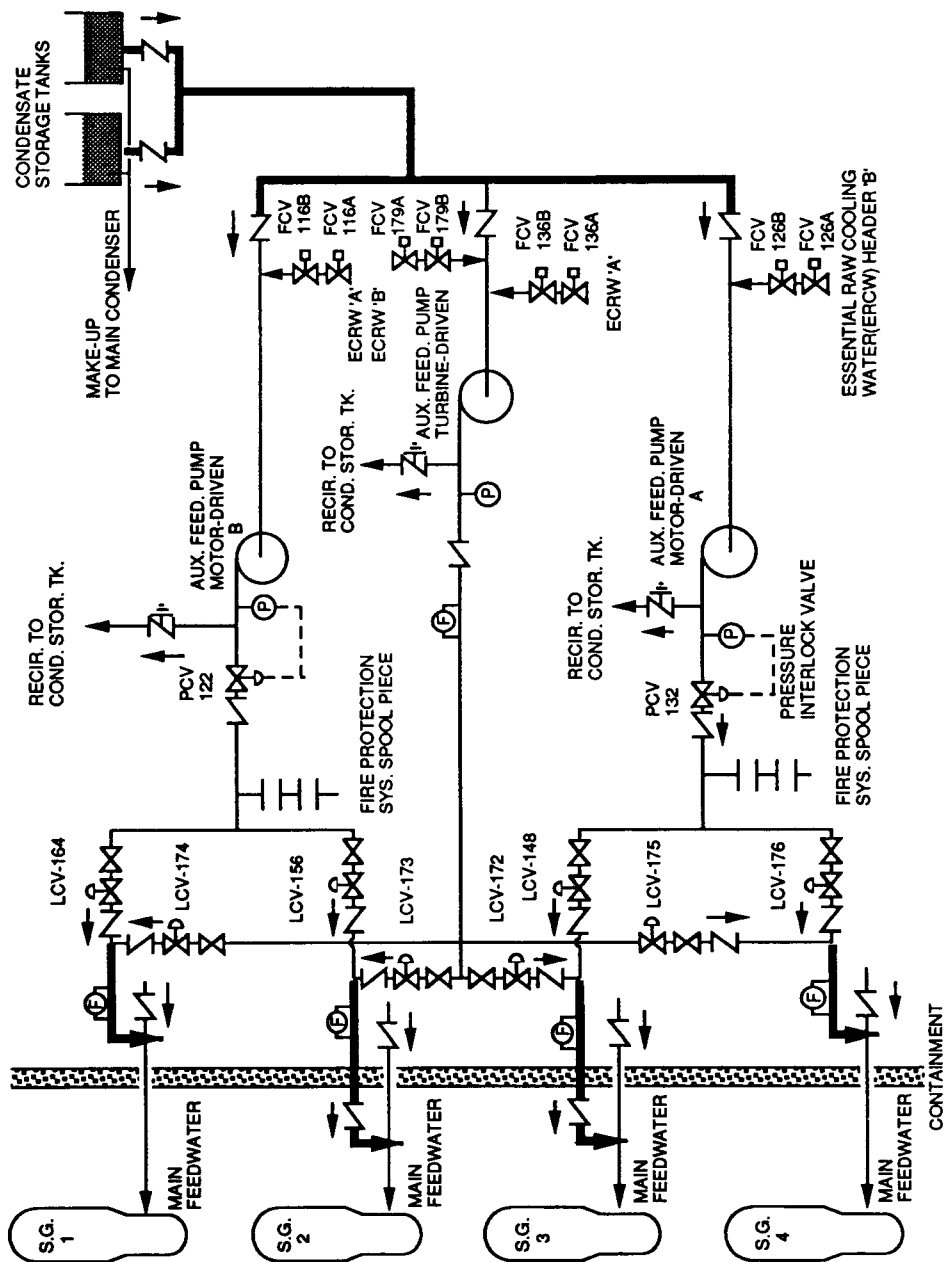 CONDENSATE
STORAGE TANKS
MAKE-UP
TO MAIN CONDENSER
FCV
116B
FCV
116A
ECRW 'A'
ECRW 'B'
FCV
179A
FCV
179B
FCV
136B
FCV
136A
ECRW 'A'
FCV
126B
FCV
126A
ESSENTIAL RAW COOLING
WATER(ERCW) HEADER 'B'
AUX. FEED. PUMP
MOTOR-DRIVEN
B
AUX. FEED. PUMP
TURBINE-DRIVEN
AUX. FEED. PUMP
MOTOR-DRIVEN
A
RECIR. TO
COND. STOR. TK.
RECIR. TO
COND. STOR. TK.
RECIR. TO
COND. STOR. TK.
P
P
P
PCV
122
PCV
132
PRESSURE
INTERLOCK VALVE
F
FIRE PROTECTION
SYS. SPOOL PIECE
FIRE PROTECTION
SYS. SPOOL PIECE
LCV-164
LCV-174
LCV-156
LCV-173
LCV-172
LCV-148
LCV-175
LCV-176
F
F
F
F
CONTAINMENT
MAIN
FEEDWATER
MAIN
FEEDWATER
MAIN
FEEDWATER
MAIN
FEEDWATER
S.G.
1
S.G.
2
S.G.
3
S.G.
4